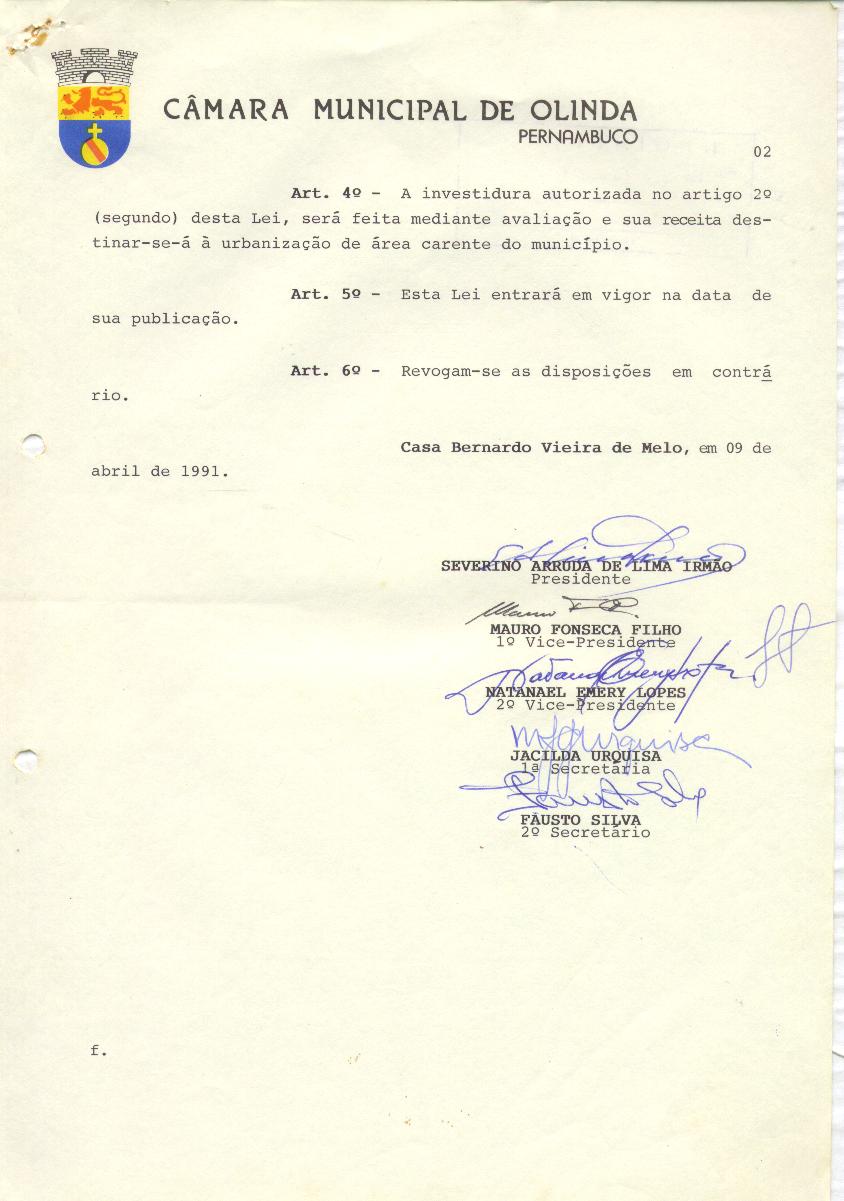 CÂMARA MUNICIPAL DE OLINDA
PERNAMBUCO
02
Art. 4º - A investidura autorizada no artigo 2º
(segundo) desta Lei, será feita mediante avaliação e sua receita des-
tinar-se-á à urbanização de área carente do município.
Art. 5º - Esta Lei entrará em vigor na data de
sua publicação.
Art. 6º - Revogam-se as disposições em contrá
rio.
Casa Bernardo Vieira de Melo, em 09 de
abril de 1991.
SEVERINO ARRUDA DE LIMA IRMÃO
Presidente
MAURO FONSECA FILHO
1º Vice-Presidente
NATANAEL EMERY LOPES
2º Vice-Presidente
JACILDA URQUISA
1ª Secretária
FAUSTO SILVA
2º Secretário
f.